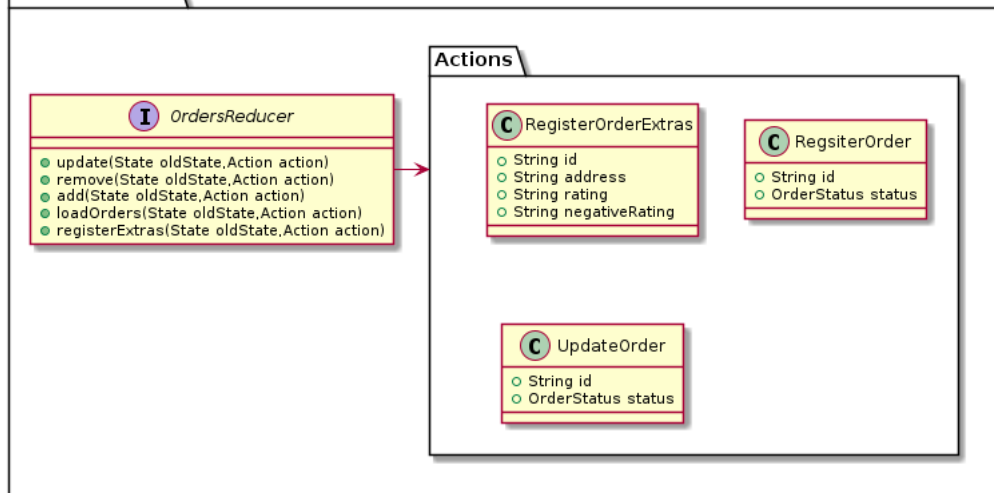 I OrdersReducer
update(State oldState,Action action)
remove(State oldState,Action action)
add(State oldState,Action action)
loadOrders(State oldState,Action action)
registerExtras(State oldState,Action action)
Actions
C RegisterOrderExtras
String id
String address
String rating
String negativeRating
C RegsiterOrder
String id
OrderStatus status
C UpdateOrder
String id
OrderStatus status